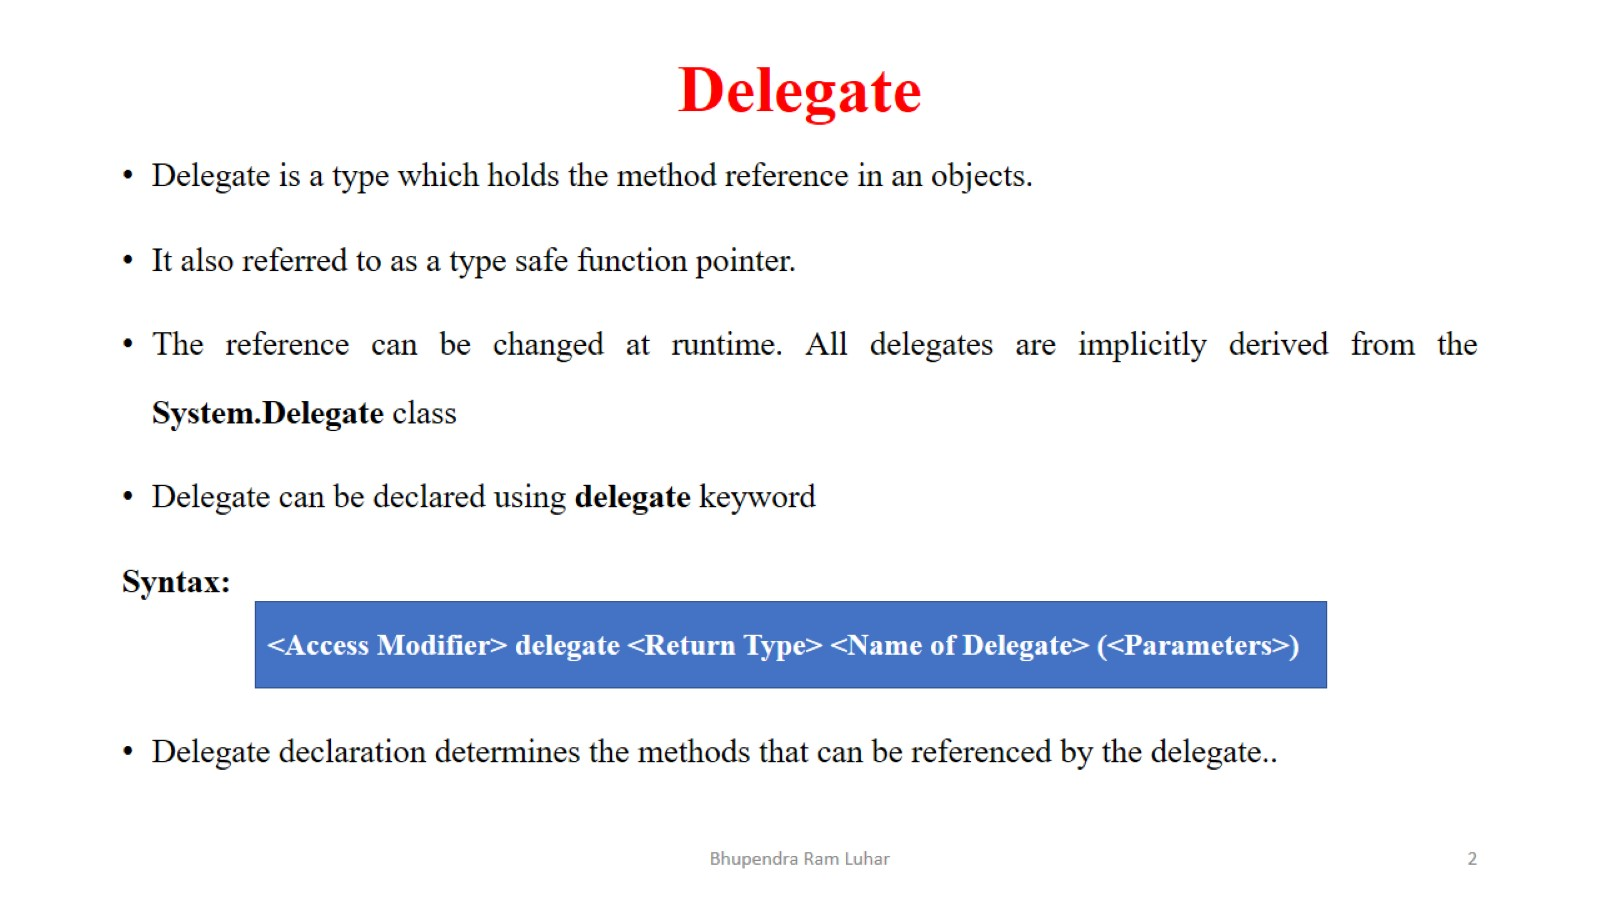 Delegate
• Delegate is a type which holds the method reference in an objects.
• It also referred to as a type safe function pointer.
• The reference can be changed at runtime. All delegates are implicitly derived from the
System.Delegate class
• Delegate can be declared using delegate keyword
Syntax:
<Access Modifier> delegate <Return Type> <Name of Delegate> (<Parameters>)
• Delegate declaration determines the methods that can be referenced by the delegate..
Bhupendra Ram Luhar
2